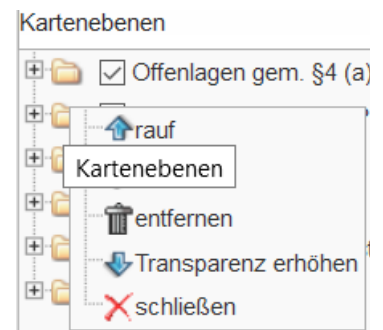 Kartenebenen
Offenlagen gem. §4 (a)
rauf
Kartenebenen
entfernen
Transparenz erhöhen
schließen